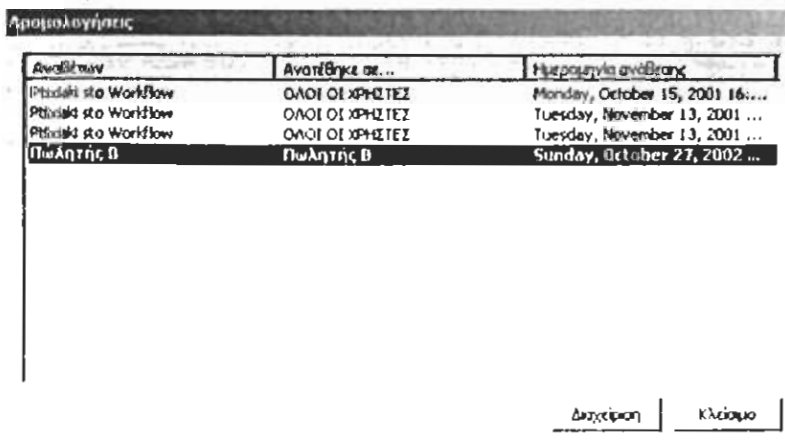 Δρομολογήσεις
Αναθέτων Ανατέθηκε σε... Ημερομηνία ανάθεσης
Ptixiaki sto Workflow ΟΛΟΙ ΟΙ ΧΡΗΣΤΕΣ Monday, October 15, 2001 16:...
Ptixiaki sto Workflow ΟΛΟΙ ΟΙ ΧΡΗΣΤΕΣ Tuesday, November 13, 2001 ...
Ptixiaki sto Workflow ΟΛΟΙ ΟΙ ΧΡΗΣΤΕΣ Tuesday, November 13, 2001 ...
Πωλητής Β Πωλητής Β Sunday, October 27, 2002 ...
Διαχείριση Κλείσιμο